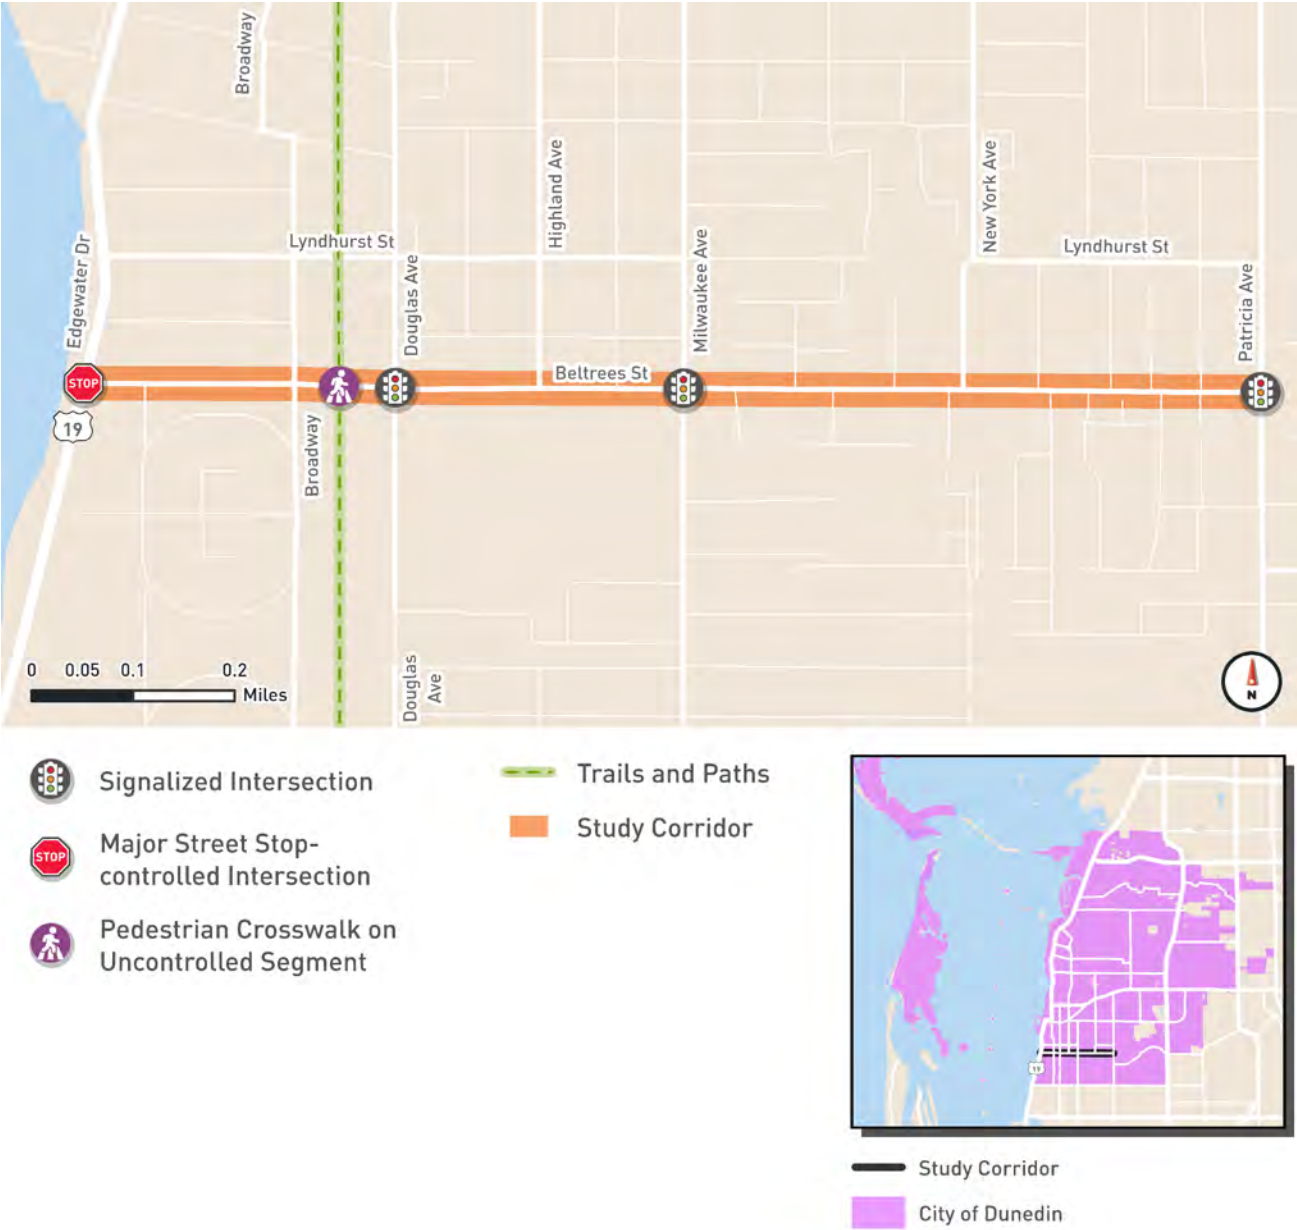 Broadway
Highland Ave
New York Ave
Lyndhurst St
Lyndhurst St
Edgewater Dr
Douglas Ave
Milwaukee Ave
Patricia Ave
STOP
Beltrees St
19
Broadway
0 0.05 0.1 0.2
Miles
Douglas
Ave
N
Signalized Intersection
STOP
Major Street Stop-
controlled Intersection
Pedestrian Crosswalk on
Uncontrolled Segment
Trails and Paths
Study Corridor
19
Study Corridor
City of Dunedin